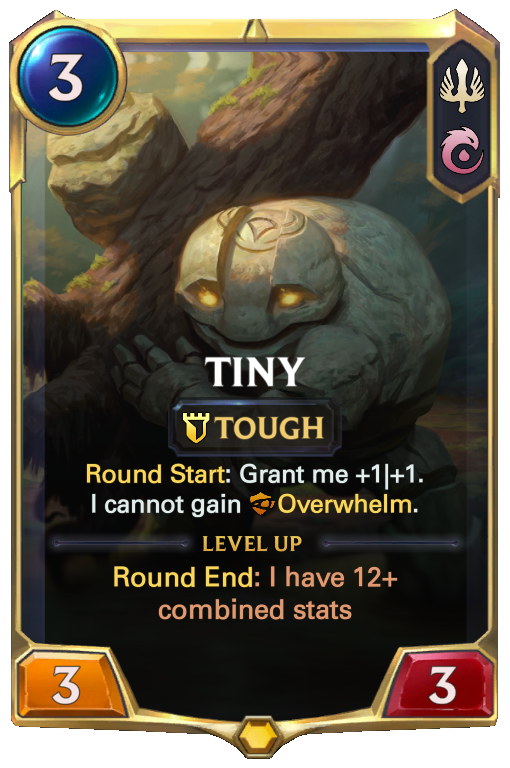 3
TINY
TOUGH
Round Start: Grant me +1|+1.
I cannot gain Overwhelm.
LEVEL UP
Round End: I have 12+
combined stats
3
3